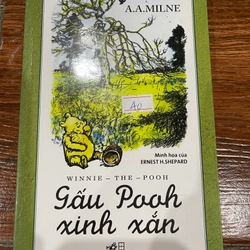 A.A.MILNE
A0
Minh họa của
ERNEST H.SHEPARD
WINNIE – THE – POOH
Gấu Pooh
xinh xắn